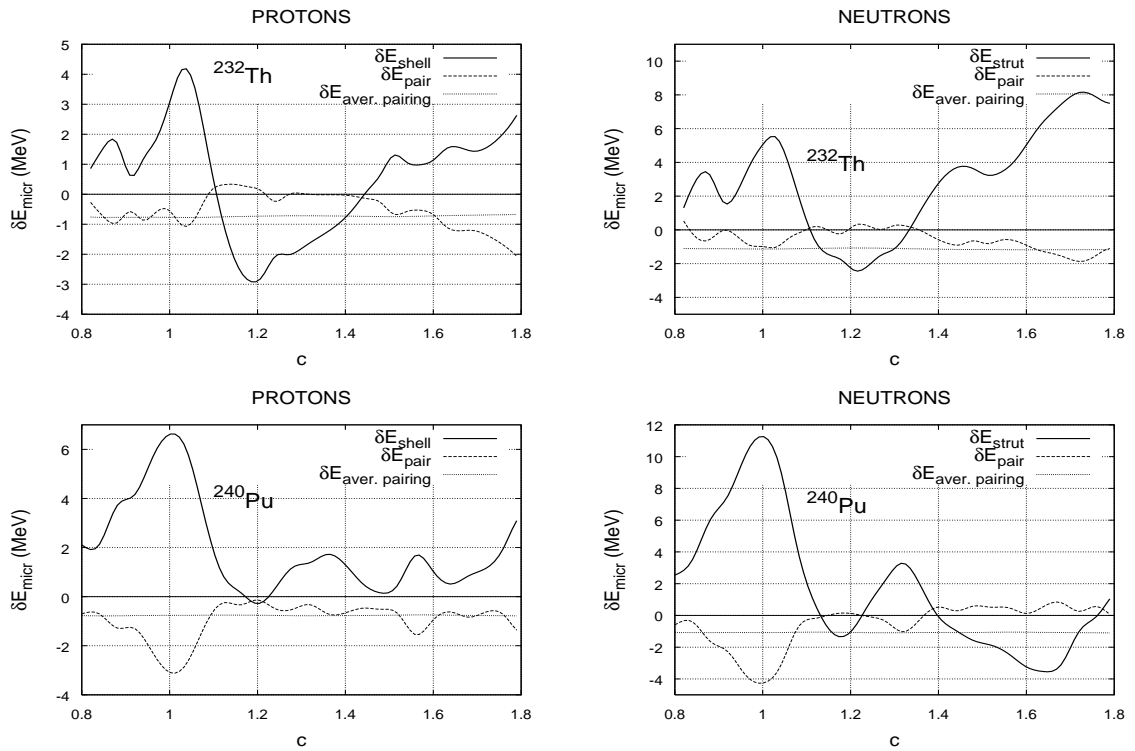 PROTONS
δE_micr (MeV)
5
4
3
2
1
0
-1
-2
-3
-4
δE_shell
δE_pair
δE_aver. pairing
²³²Th
0.8 1 1.2 1.4 1.6 1.8
c
NEUTRONS
δE_micr (MeV)
10
8
6
4
2
0
-2
-4
δE_strut
δE_pair
δE_aver. pairing
²³²Th
0.8 1 1.2 1.4 1.6 1.8
c
PROTONS
δE_micr (MeV)
6
4
2
0
-2
-4
δE_shell
δE_pair
δE_aver. pairing
²⁴⁰Pu
0.8 1 1.2 1.4 1.6 1.8
c
NEUTRONS
δE_micr (MeV)
12
10
8
6
4
2
0
-2
-4
δE_strut
δE_pair
δE_aver. pairing
²⁴⁰Pu
0.8 1 1.2 1.4 1.6 1.8
c